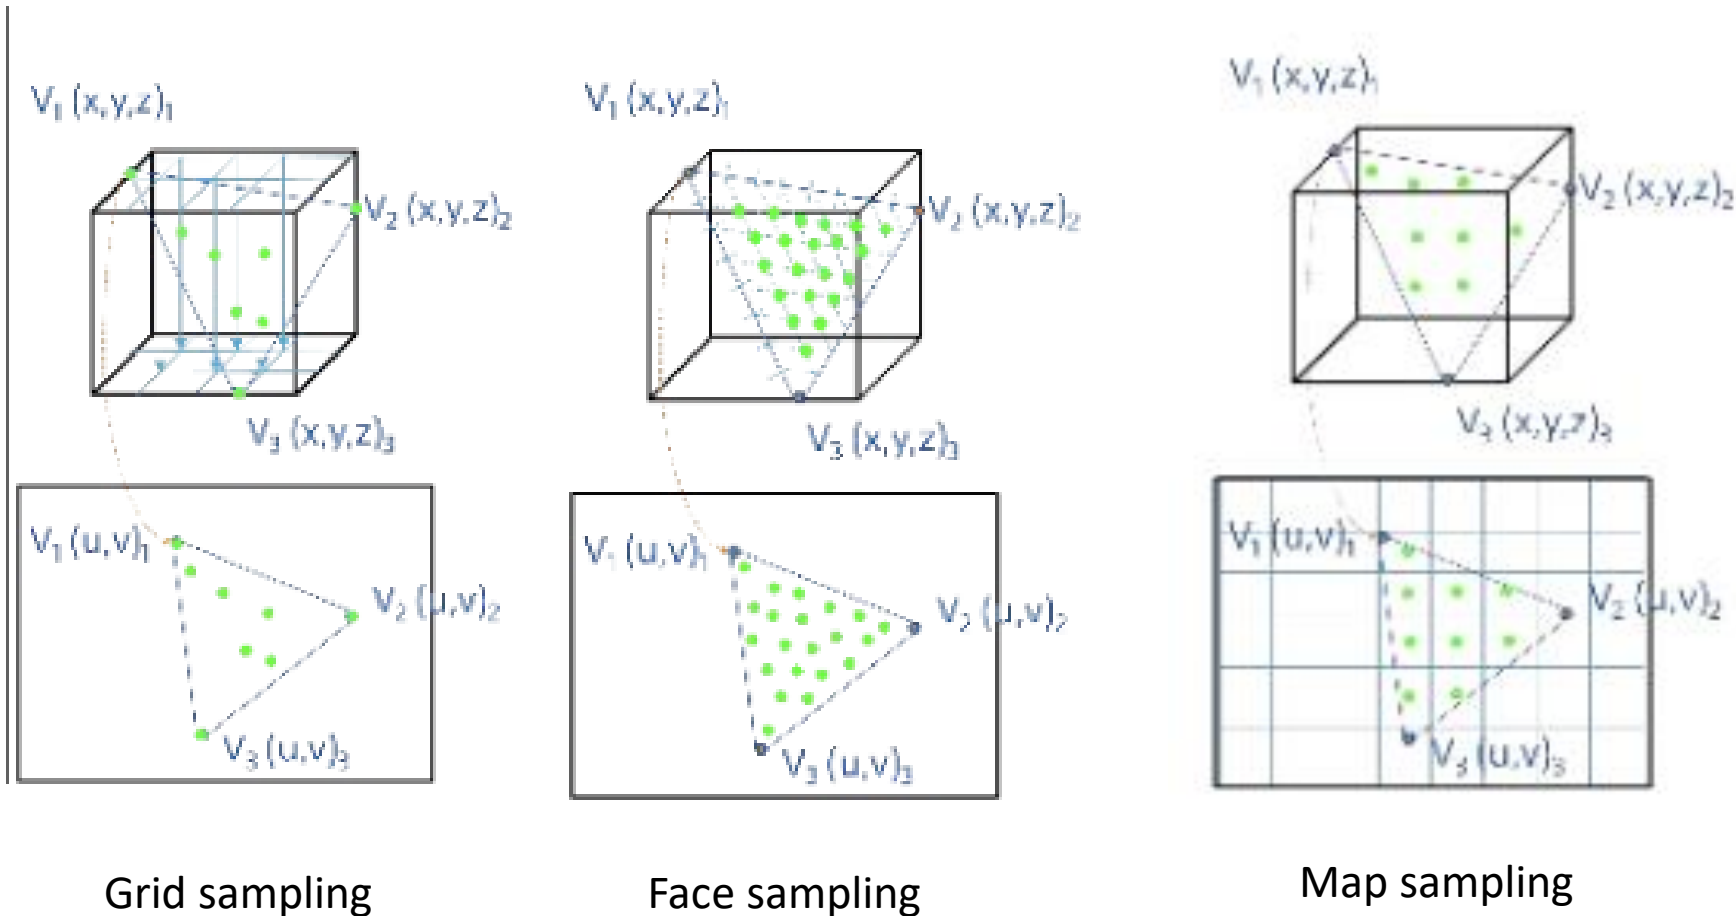 V₁ (x,y,z)₁
V₂ (x,y,z)₂
V₃ (x,y,z)₃
V₁ (u,v)₁
V₂ (u,v)₂
V₃ (u,v)₃
Grid sampling
V₁ (x,y,z)₁
V₂ (x,y,z)₂
V₃ (x,y,z)₃
V₁ (u,v)₁
V₂ (u,v)₂
V₃ (u,v)₃
Face sampling
V₁ (x,y,z)₁
V₂ (x,y,z)₂
V₃ (x,y,z)₃
V₁ (u,v)₁
V₂ (u,v)₂
V₃ (u,v)₃
Map sampling